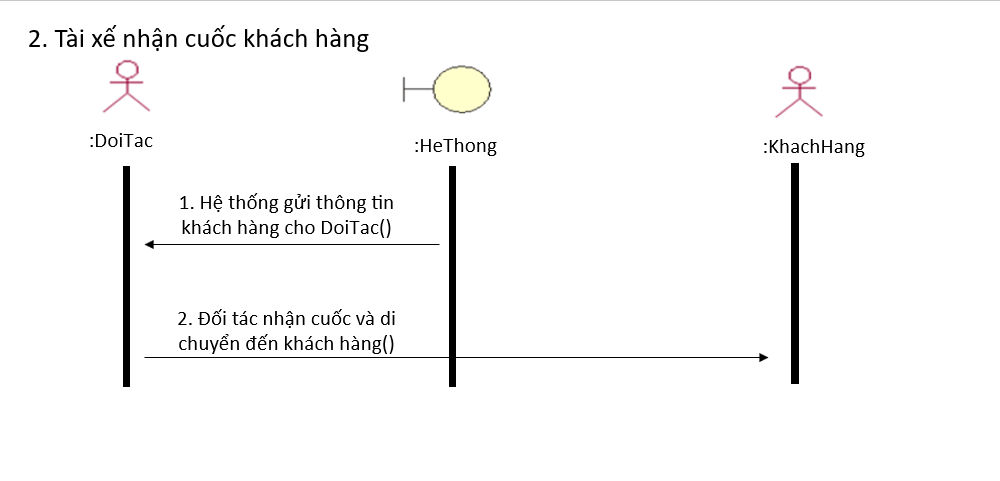 2. Tài xế nhận cuốc khách hàng
:DoiTac
:HeThong
:KhachHang
1. Hệ thống gửi thông tin
khách hàng cho DoiTac()
2. Đối tác nhận cuốc và di
chuyển đến khách hàng()